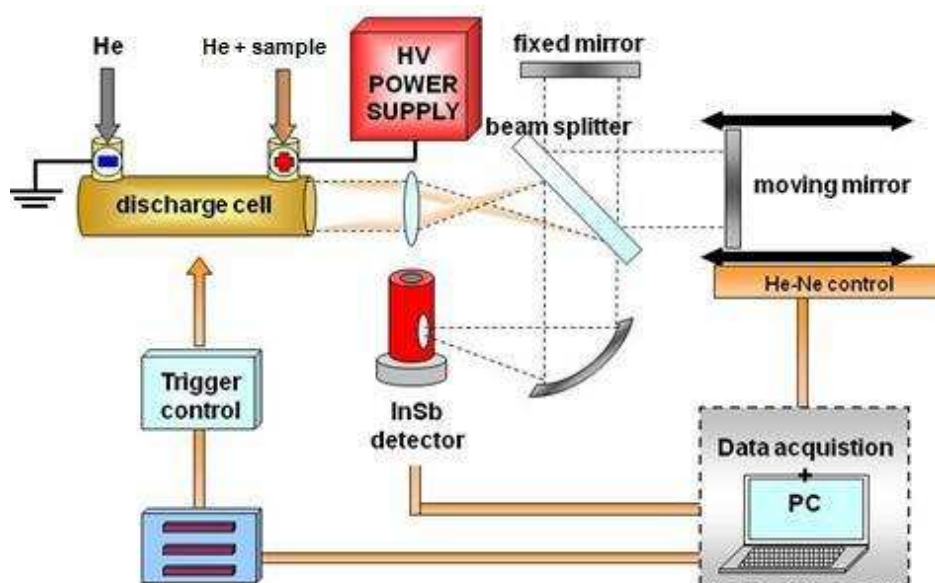 He
He + sample
HV
POWER
SUPPLY
fixed mirror
beam splitter
moving mirror
discharge cell
He-Ne control
Trigger
control
InSb
detector
Data acquistion
+
PC